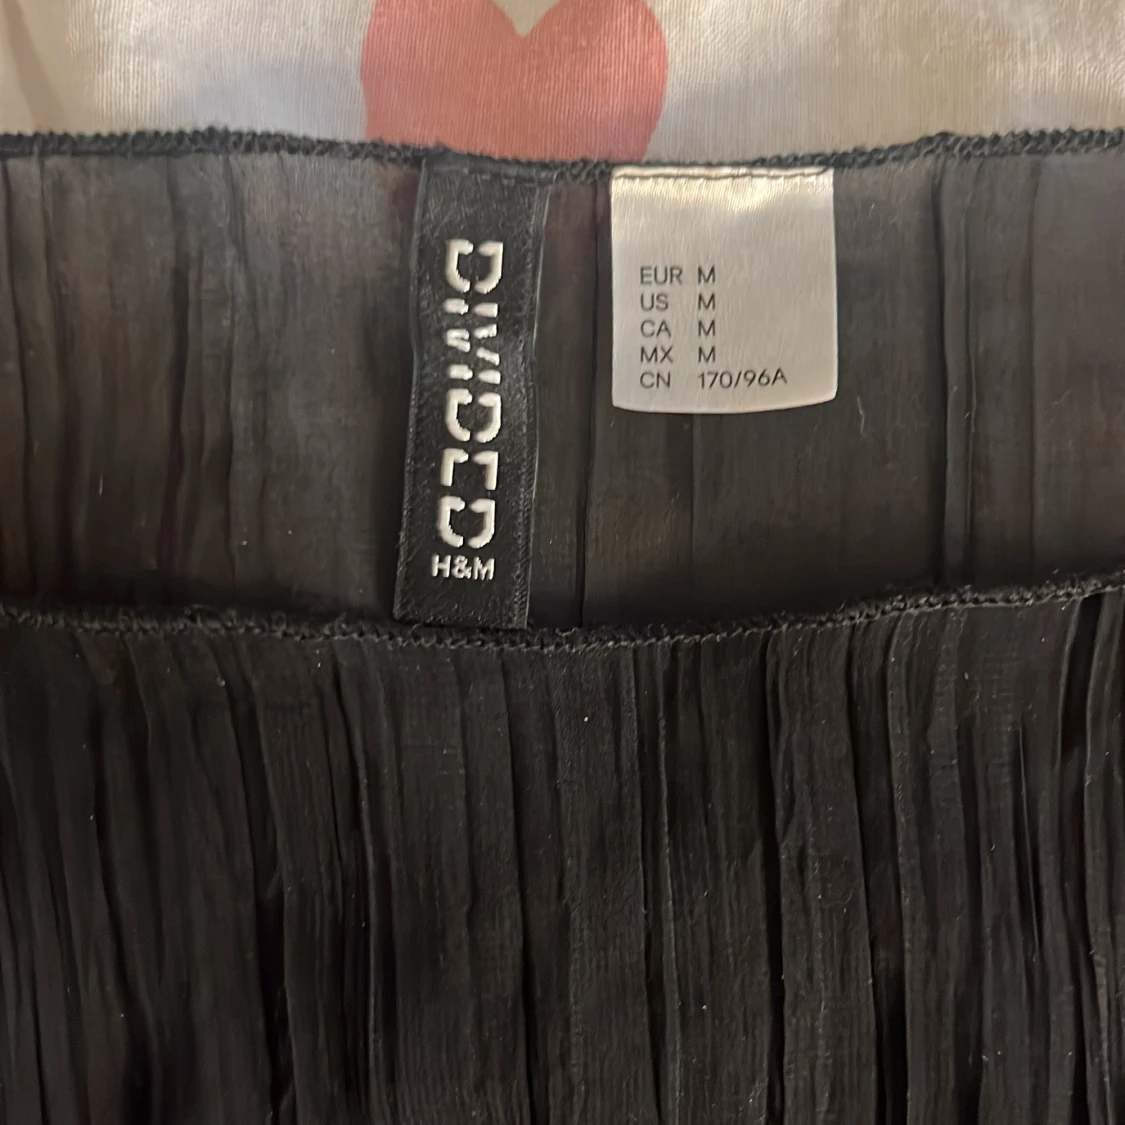 DIVIDED
H&M
EUR M
US M
CA M
MX M
CN 170/96A